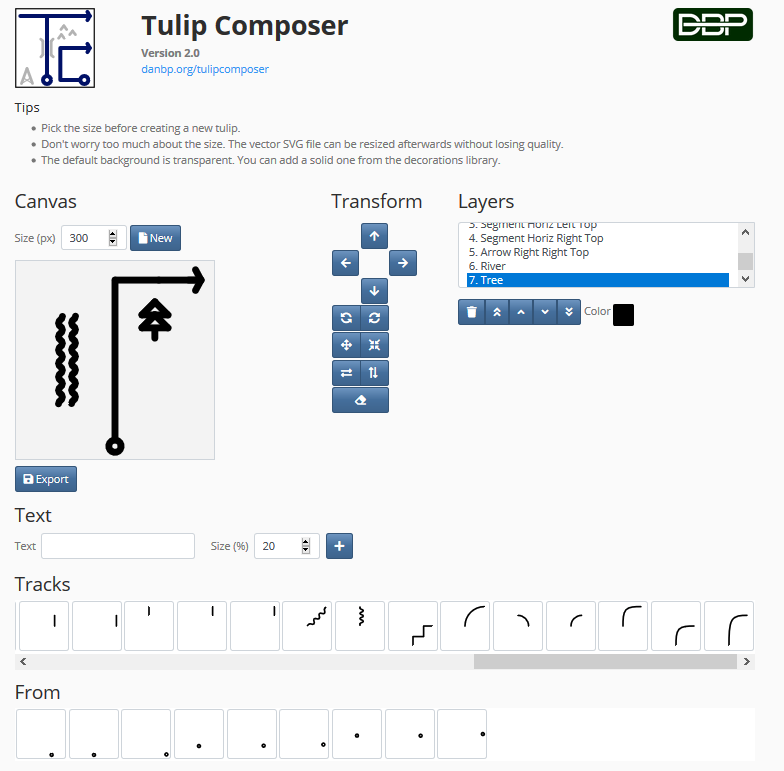 Tulip Composer
DBP
Version 2.0
danbp.org/tulipcomposer
Tips
Pick the size before creating a new tulip.
Don't worry too much about the size. The vector SVG file can be resized afterwards without losing quality.
The default background is transparent. You can add a solid one from the decorations library.
Canvas
Transform
Layers
Size (px) 300 New
3. Segment Horiz Left Top
4. Segment Horiz Right Top
5. Arrow Right Right Top
6. River
7. Tree
Color
Export
Text
Text
Size (%) 20
Tracks
From